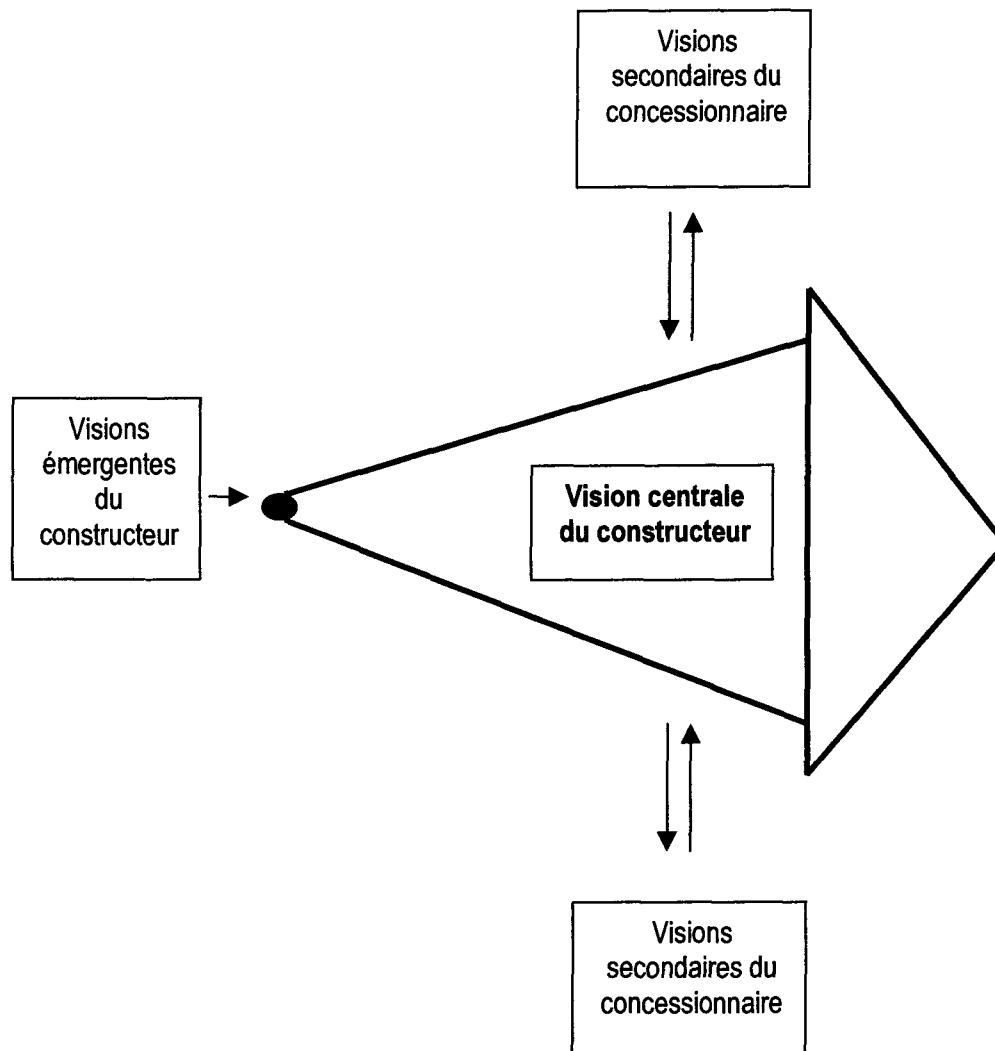 Visions
secondaires du
concessionnaire
Visions
émergentes
du
constructeur
Vision centrale
du constructeur
Visions
secondaires du
concessionnaire